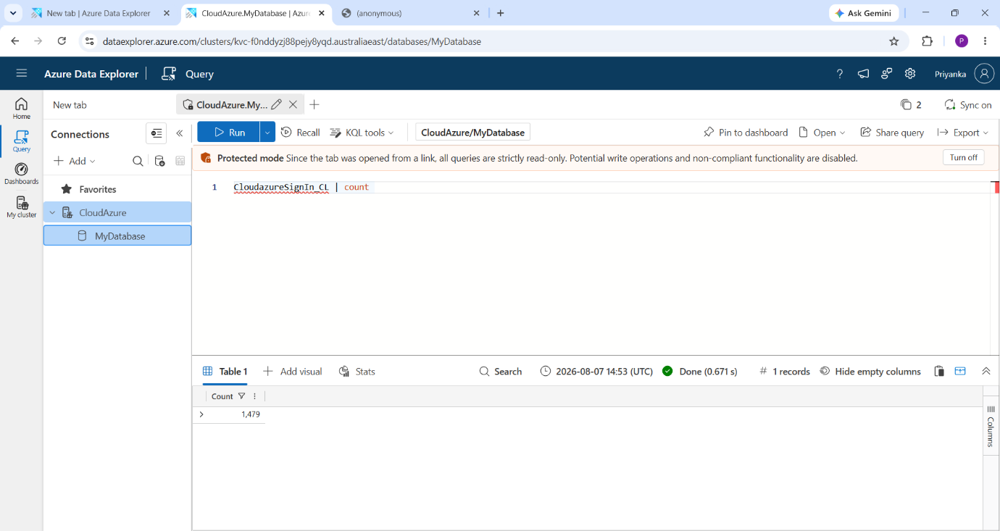 New tab | Azure Data Explorer
CloudAzure.MyDatabase | Azure
(anonymous)
Ask Gemini
dataexplorer.azure.com/clusters/kvc-f0nddyzj88pejy8yqd.australiaeast/databases/MyDatabase
P
Azure Data Explorer
Query
?
Priyanka
Home
Query
Dashboards
My cluster
New tab
CloudAzure.My...
2
Sync on
Connections
Run
Recall
KQL tools
CloudAzure/MyDatabase
Pin to dashboard
Open
Share query
Export
Add
Protected mode Since the tab was opened from a link, all queries are strictly read-only. Potential write operations and non-compliant functionality are disabled.
Turn off
Favorites
CloudAzure
MyDatabase
1 CloudazureSignIn_CL | count
Table 1
Add visual
Stats
Search
2026-08-07 14:53 (UTC)
Done (0.671 s)
# 1 records
Hide empty columns
Count
1,479
Columns